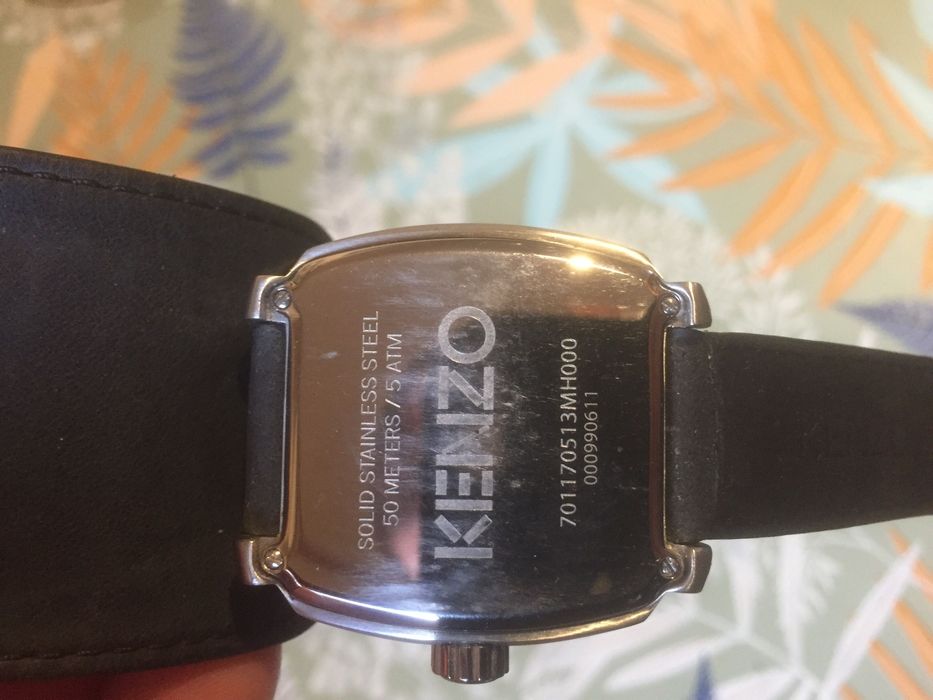 SOLID STAINLESS STEEL
50 METERS / 5 ATM
KENZO
701170513MH000
000990611